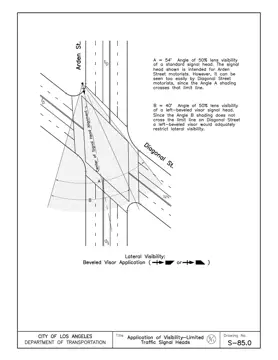 Arden St.
A = 54° Angle of 50% lens visibility
of a standard signal head. The signal
head shown is intended for Arden
Street motorists. However, it can be
seen too easily by Diagonal Street
motorists, since the Angle A shading
crosses that limit line.
B = 40° Angle of 50% lens visibility
of a left-beveled visor signal head.
Since the Angle B shading does not
cross the limit line on Diagonal Street
a left-beveled visor would adquately
restrict lateral visibility.
Diagonal St.
A
B
Lateral Visibility:
Beveled Visor Application ( or )
CITY OF LOS ANGELES
DEPARTMENT OF TRANSPORTATION
Title
Application of Visibility-Limited
Traffic Signal Heads
Drawing No.
S-85.0